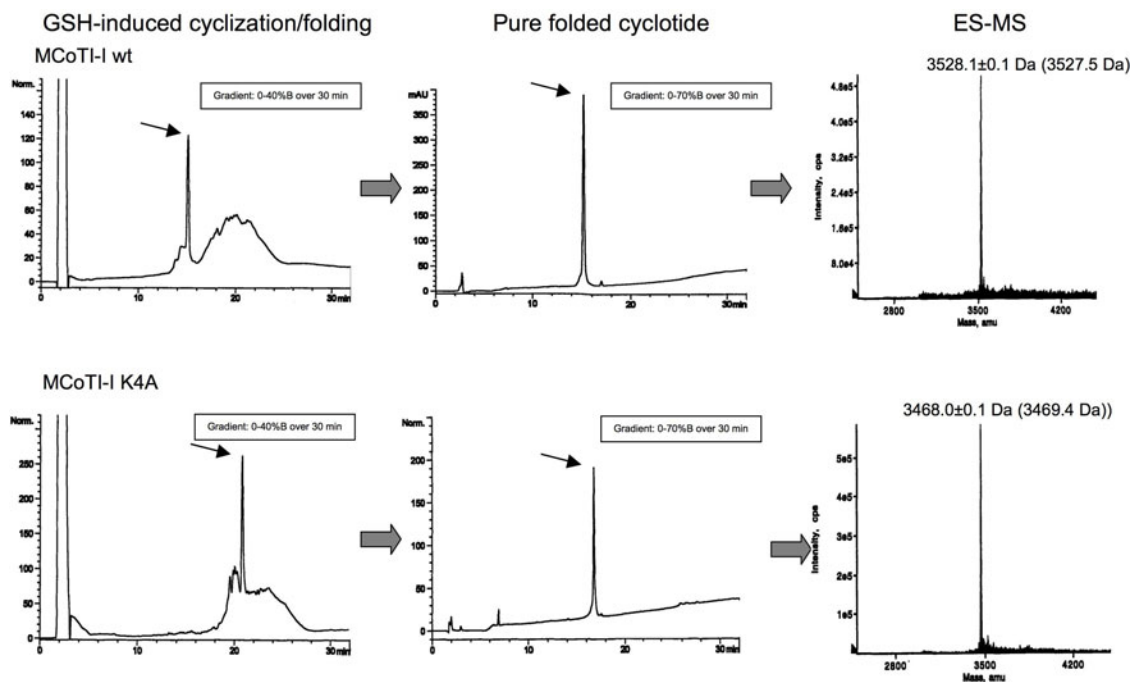 GSH-induced cyclization/folding
Pure folded cyclotide
ES-MS
MCoTI-I wt
3528.1±0.1 Da (3527.5 Da)
Norm.
Gradient: 0-40%B over 30 min
120
100
80
60
40
20
0
0
10
20
30 min
mAU
Gradient: 0-70%B over 30 min
350
300
250
200
150
100
50
0
0
10
20
30 min
4.8e5
4.0e5
3.2e5
2.4e5
1.8e5
8.0e4
Intensity, cps
2800
3500
4200
Mass, amu
MCoTI-I K4A
3468.0±0.1 Da (3469.4 Da))
Norm.
Gradient: 0-40%B over 30 min
250
200
150
100
50
0
0
10
20
30 min
Norm.
Gradient: 0-70%B over 30 min
200
150
100
50
0
0
10
20
30 min
5e5
4e5
3e5
2e5
1e5
Intensity, cps
2800
3500
4200
Mass, amu